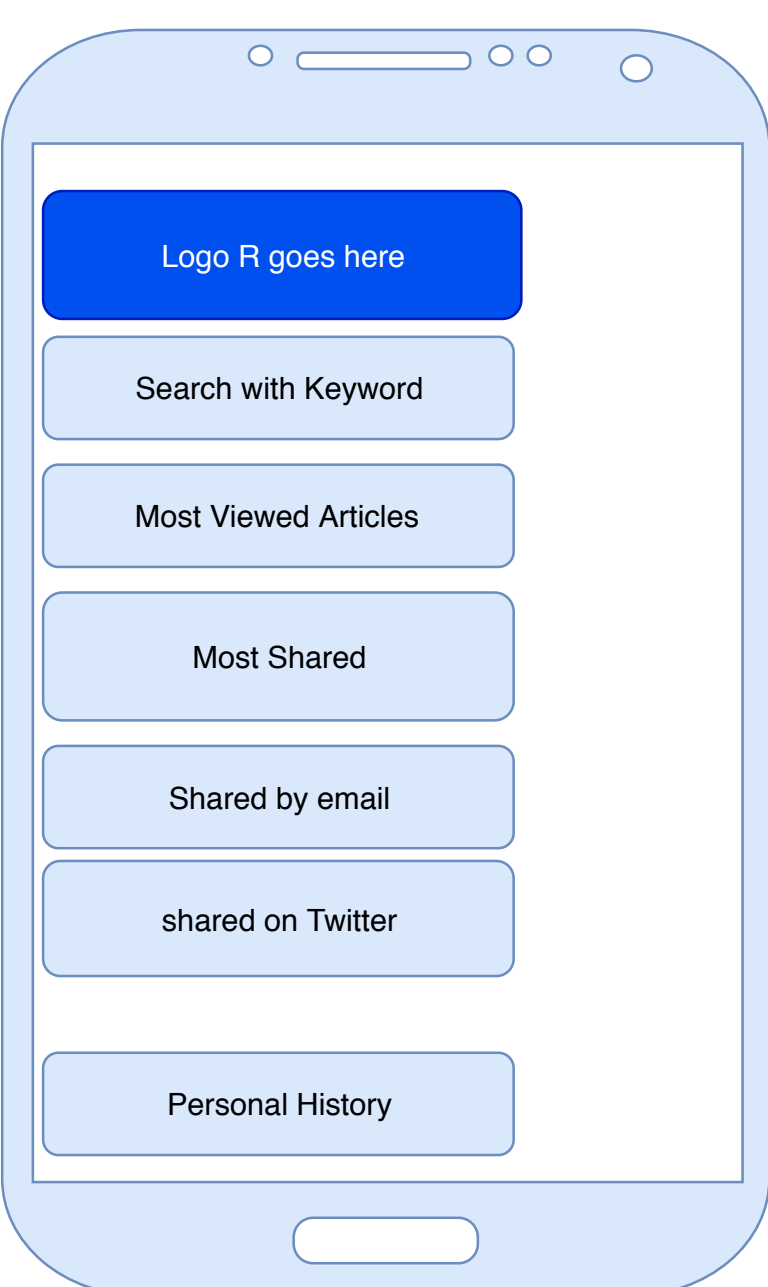 Logo R goes here
Search with Keyword
Most Viewed Articles
Most Shared
Shared by email
shared on Twitter
Personal History